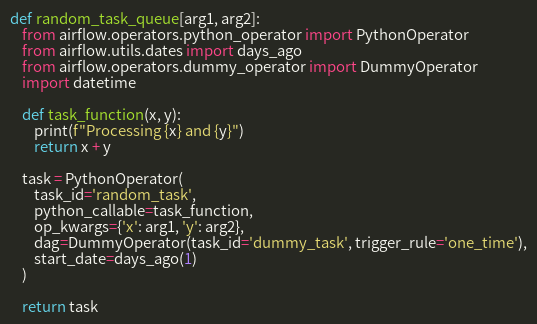 def random_task_queue[arg1, arg2]:
from airflow.operators.python_operator import PythonOperator
from airflow.utils.dates import days_ago
from airflow.operators.dummy_operator import DummyOperator
import datetime
def task_function(x, y):
print(f"Processing {x} and {y}")
return x + y
task = PythonOperator(
task_id='random_task',
python_callable=task_function,
op_kwargs={'x': arg1, 'y': arg2},
dag=DummyOperator(task_id='dummy_task', trigger_rule='one_time'),
start_date=days_ago(1)
)
return task